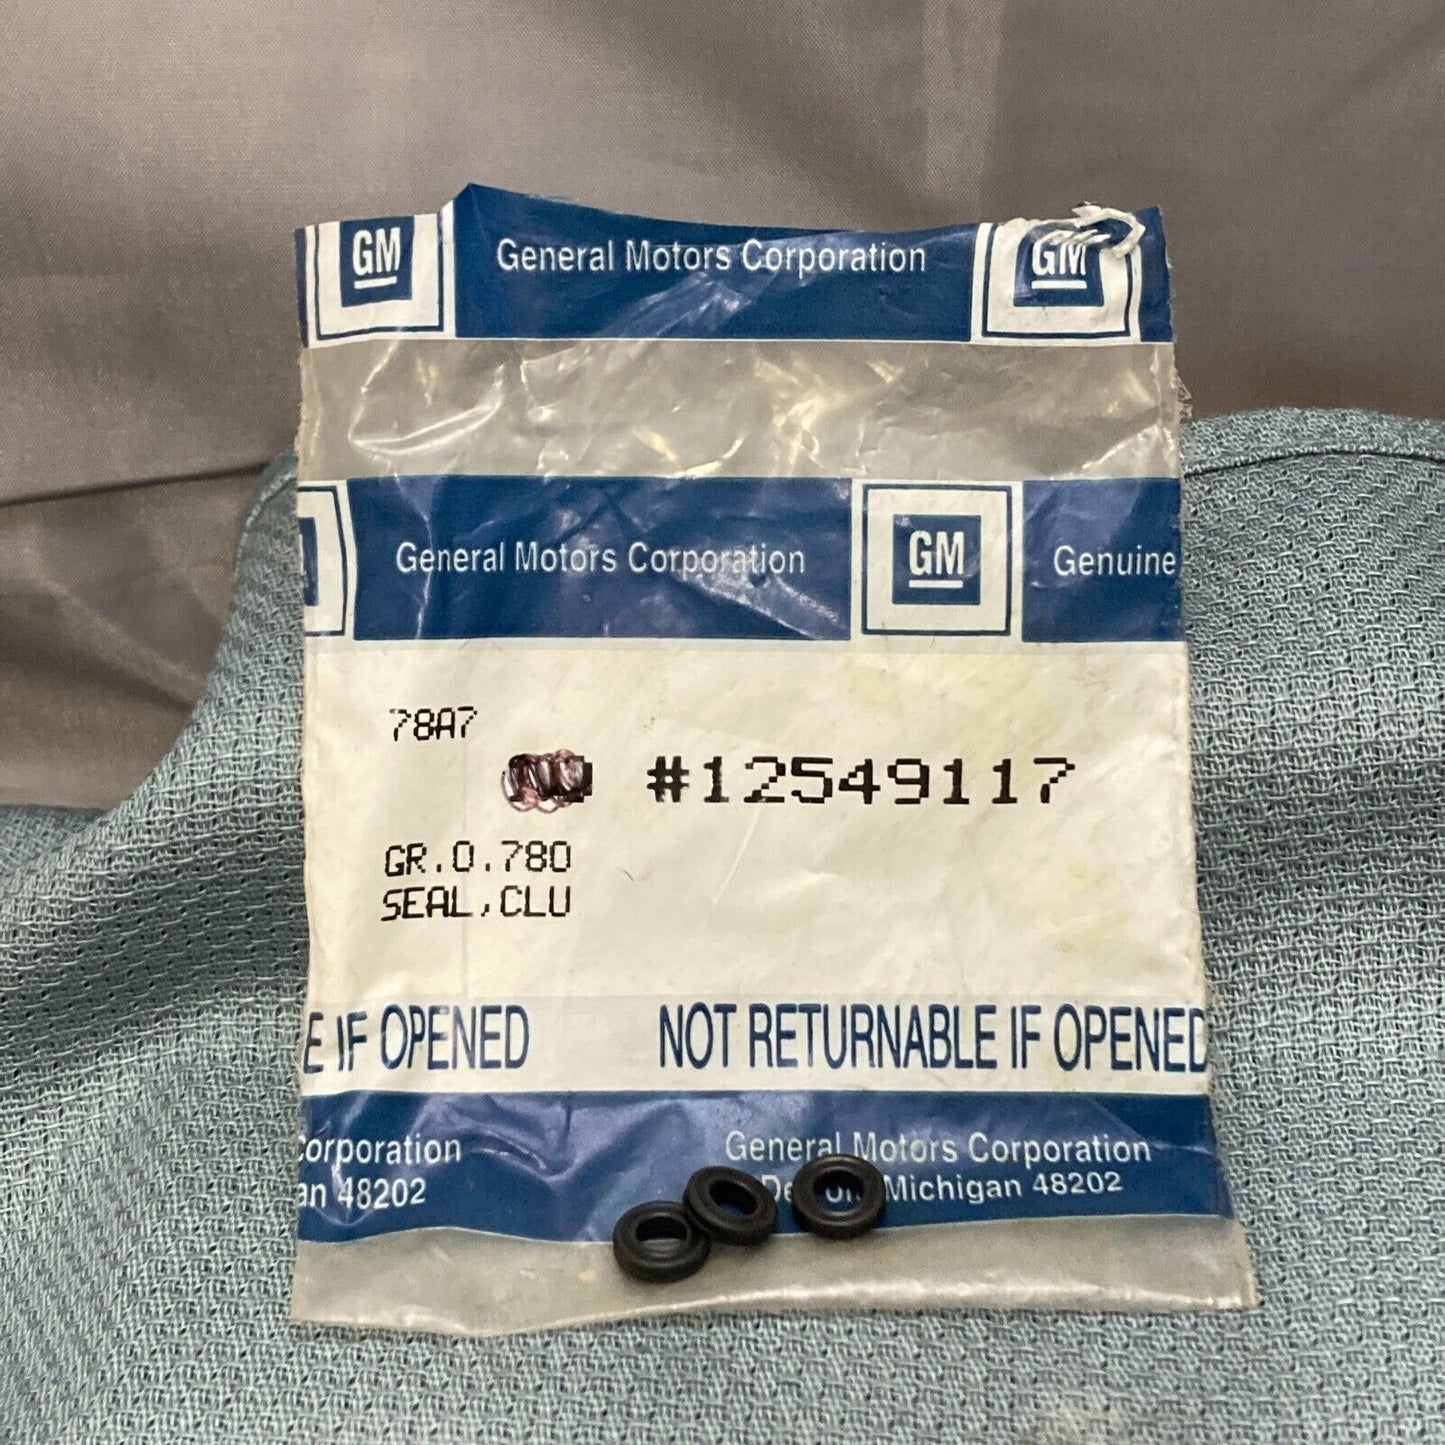 GM General Motors Corporation GM
General Motors Corporation GM Genuine
78A7
#12549117
GR.0.780
SEAL,CLU
E IF OPENED NOT RETURNABLE IF OPENED
Corporation General Motors Corporation
an 48202 Michigan 48202